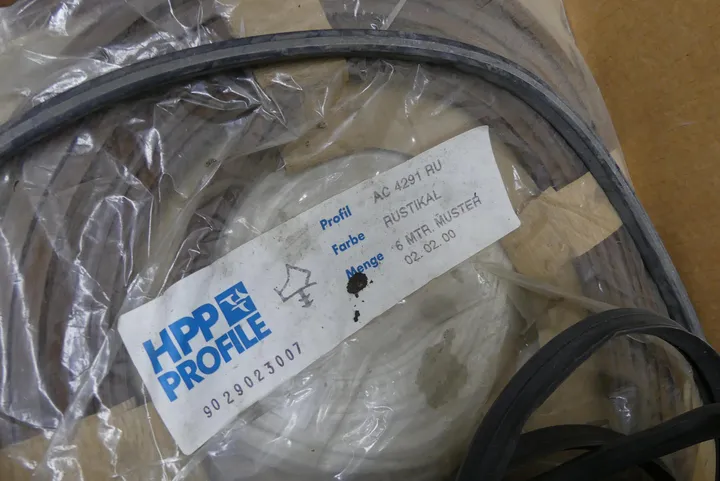 Profil AC 4291 RU
Farbe RUSTIKAL
Menge 6 MTR. MUSTER
02. 02. 00
HPP
PROFILE
9029023007